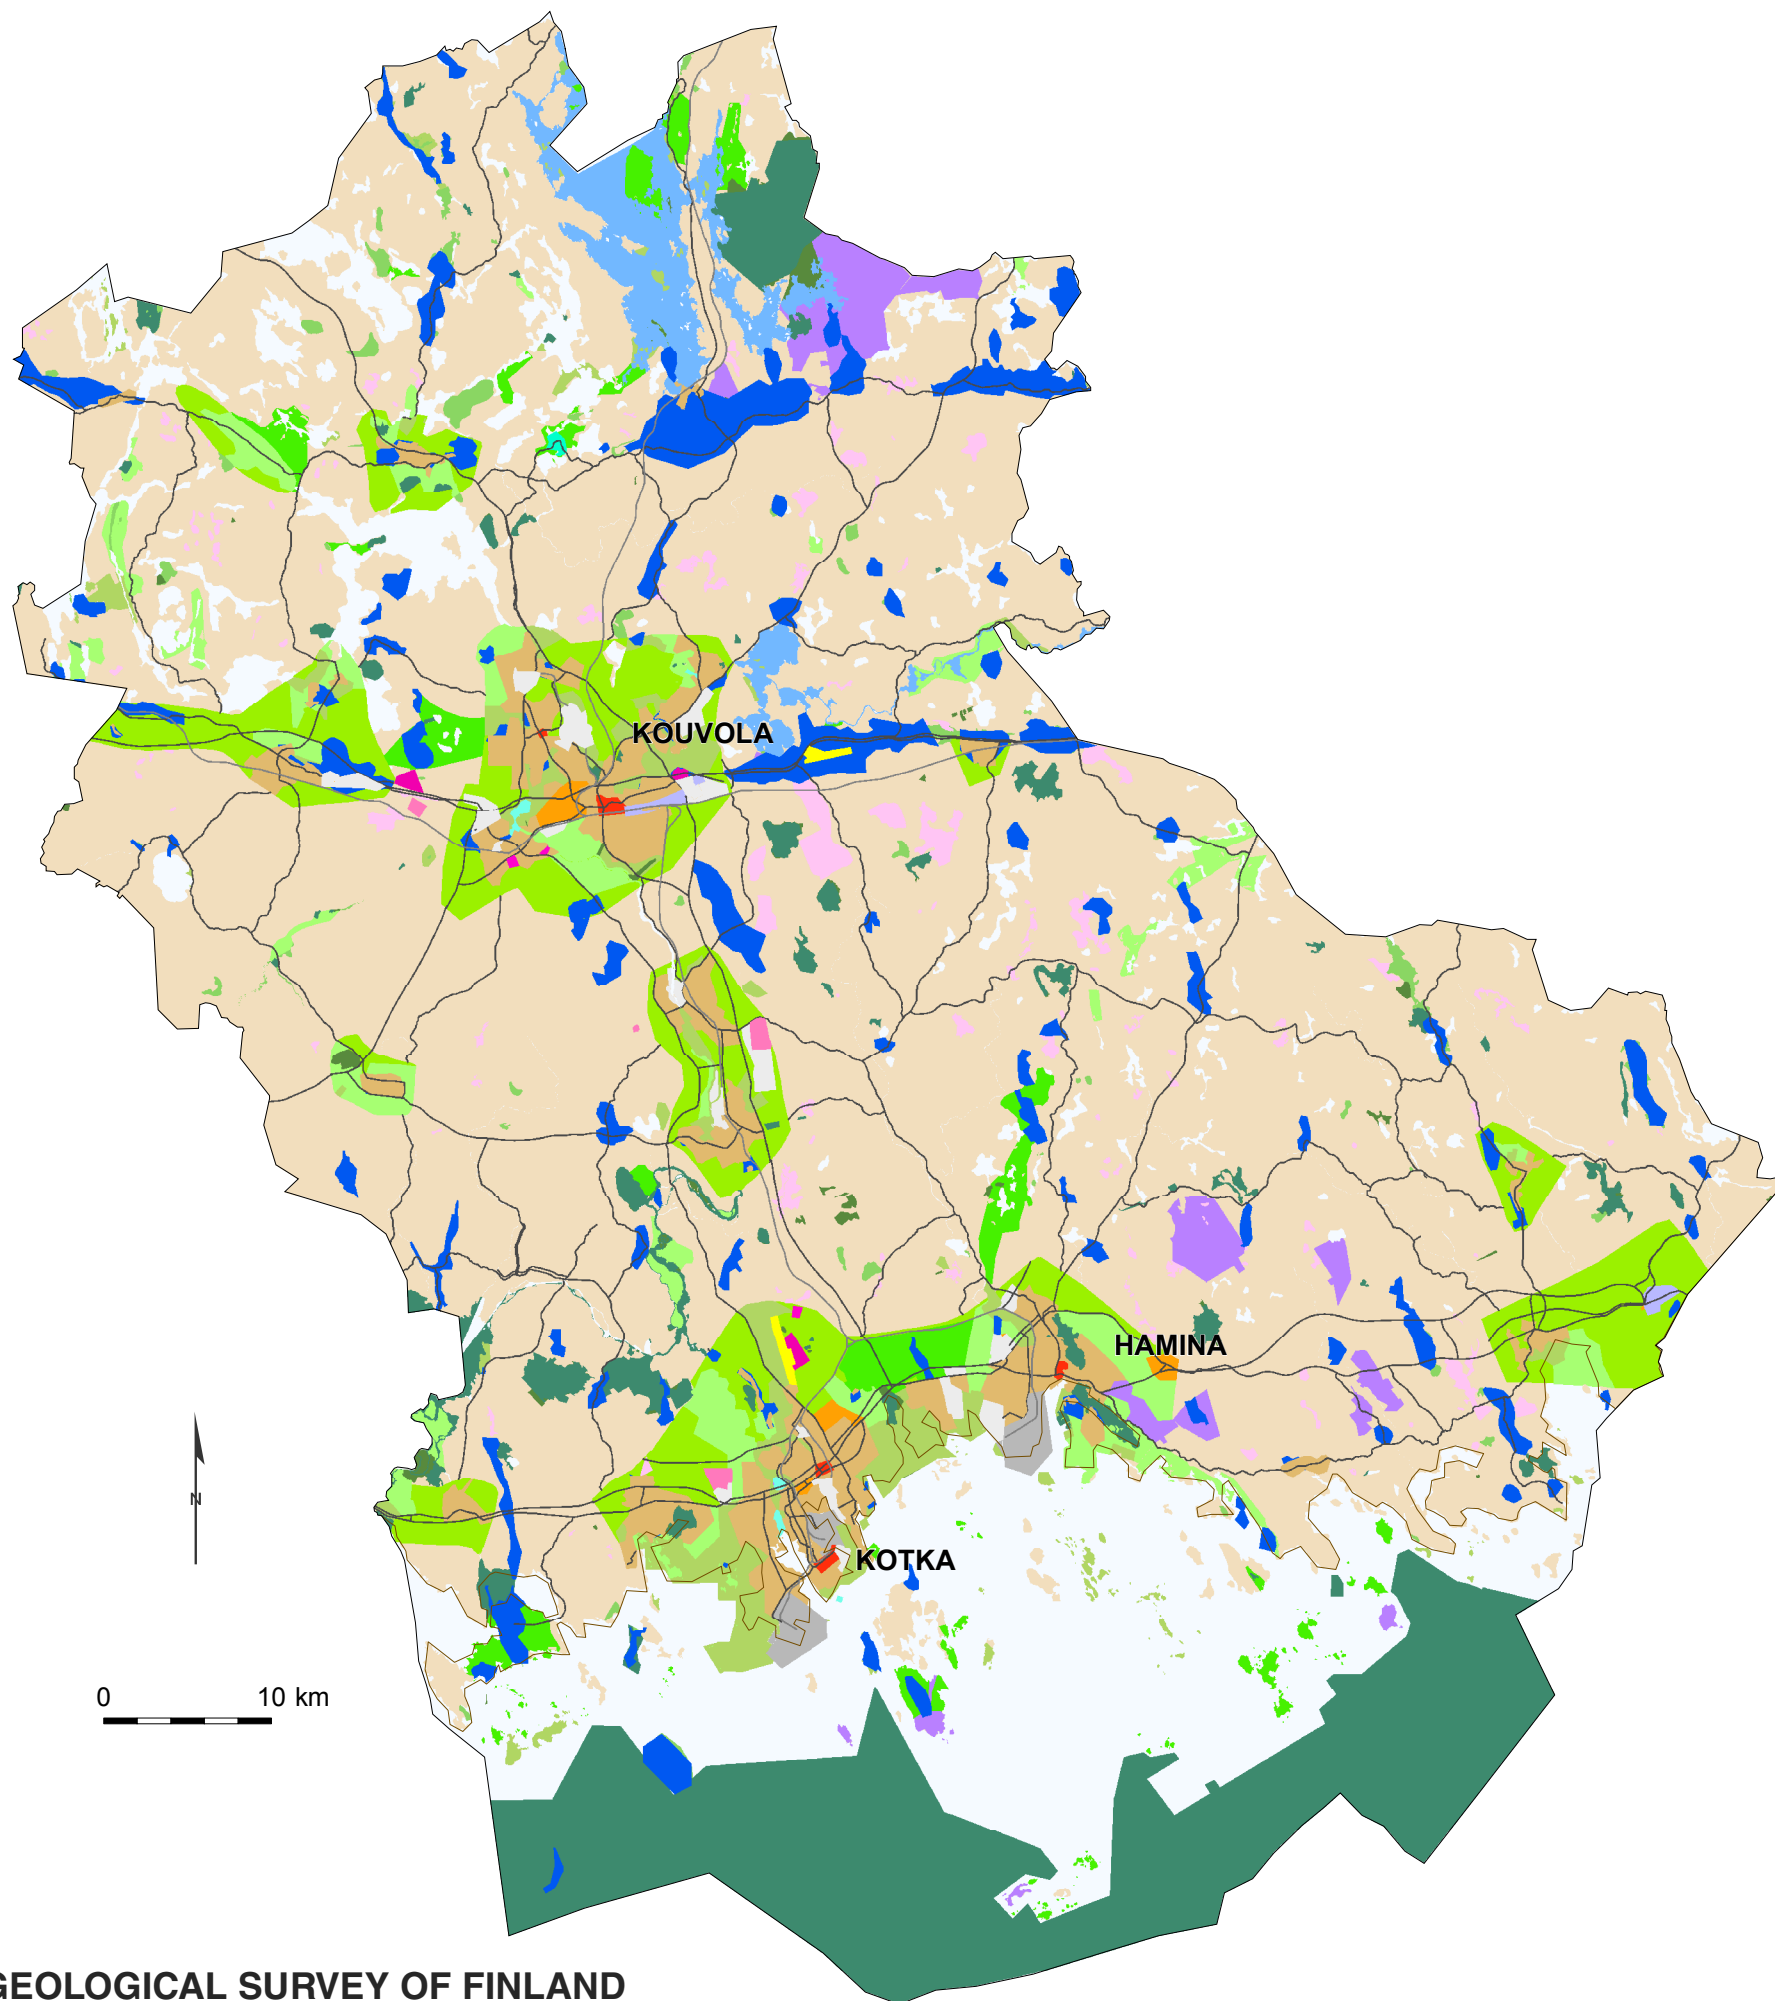 KOUVOLA
HAMINA
N
KOTKA
0 10 km
GEOLOGICAL SURVEY OF FINLAND